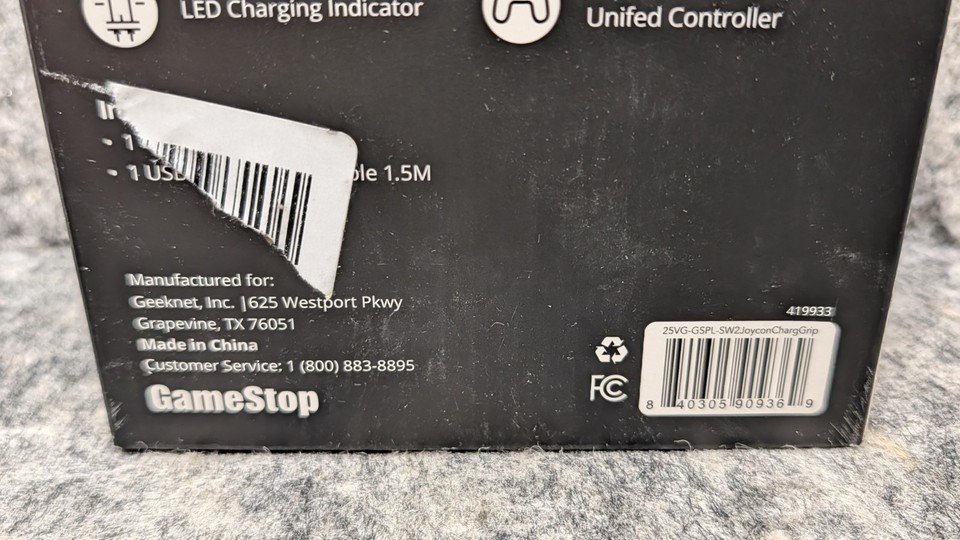 LED Charging Indicator
Unifed Controller
- 1
- 1 USB ble 1.5M
Manufactured for:
Geeknet, Inc. |625 Westport Pkwy
Grapevine, TX 76051
Made in China
Customer Service: 1 (800) 883-8895
GameStop
419933
25VG-GSPL-SW2JoyconChargGrip
FC
8 40305 90936 9